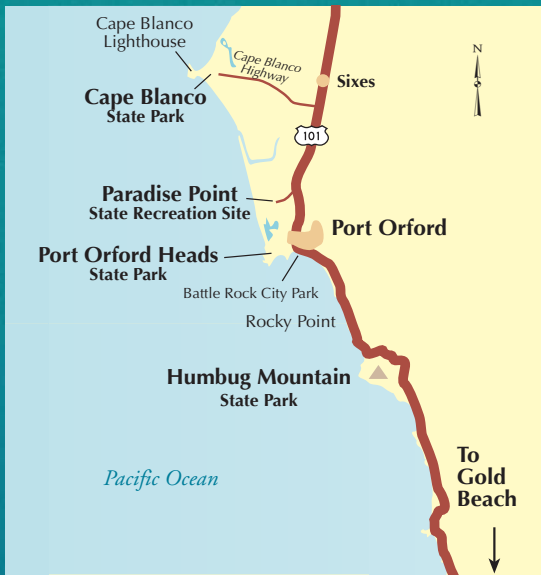 Cape Blanco
Lighthouse
N
Cape Blanco
Highway
Sixes
Cape Blanco
State Park
101
Paradise Point
State Recreation Site
Port Orford
Port Orford Heads
State Park
Battle Rock City Park
Rocky Point
Humbug Mountain
State Park
To
Gold
Beach
Pacific Ocean